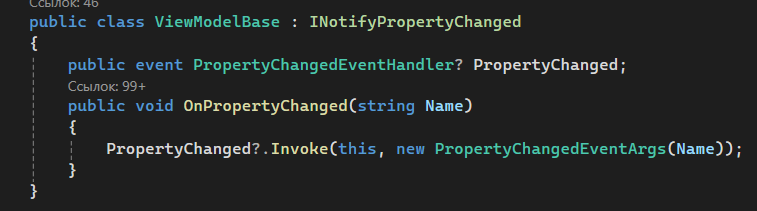 Ссылок: 46
public class ViewModelBase : INotifyPropertyChanged
{
public event PropertyChangedEventHandler? PropertyChanged;
Ссылок: 99+
public void OnPropertyChanged(string Name)
{
PropertyChanged?.Invoke(this, new PropertyChangedEventArgs(Name));
}
}